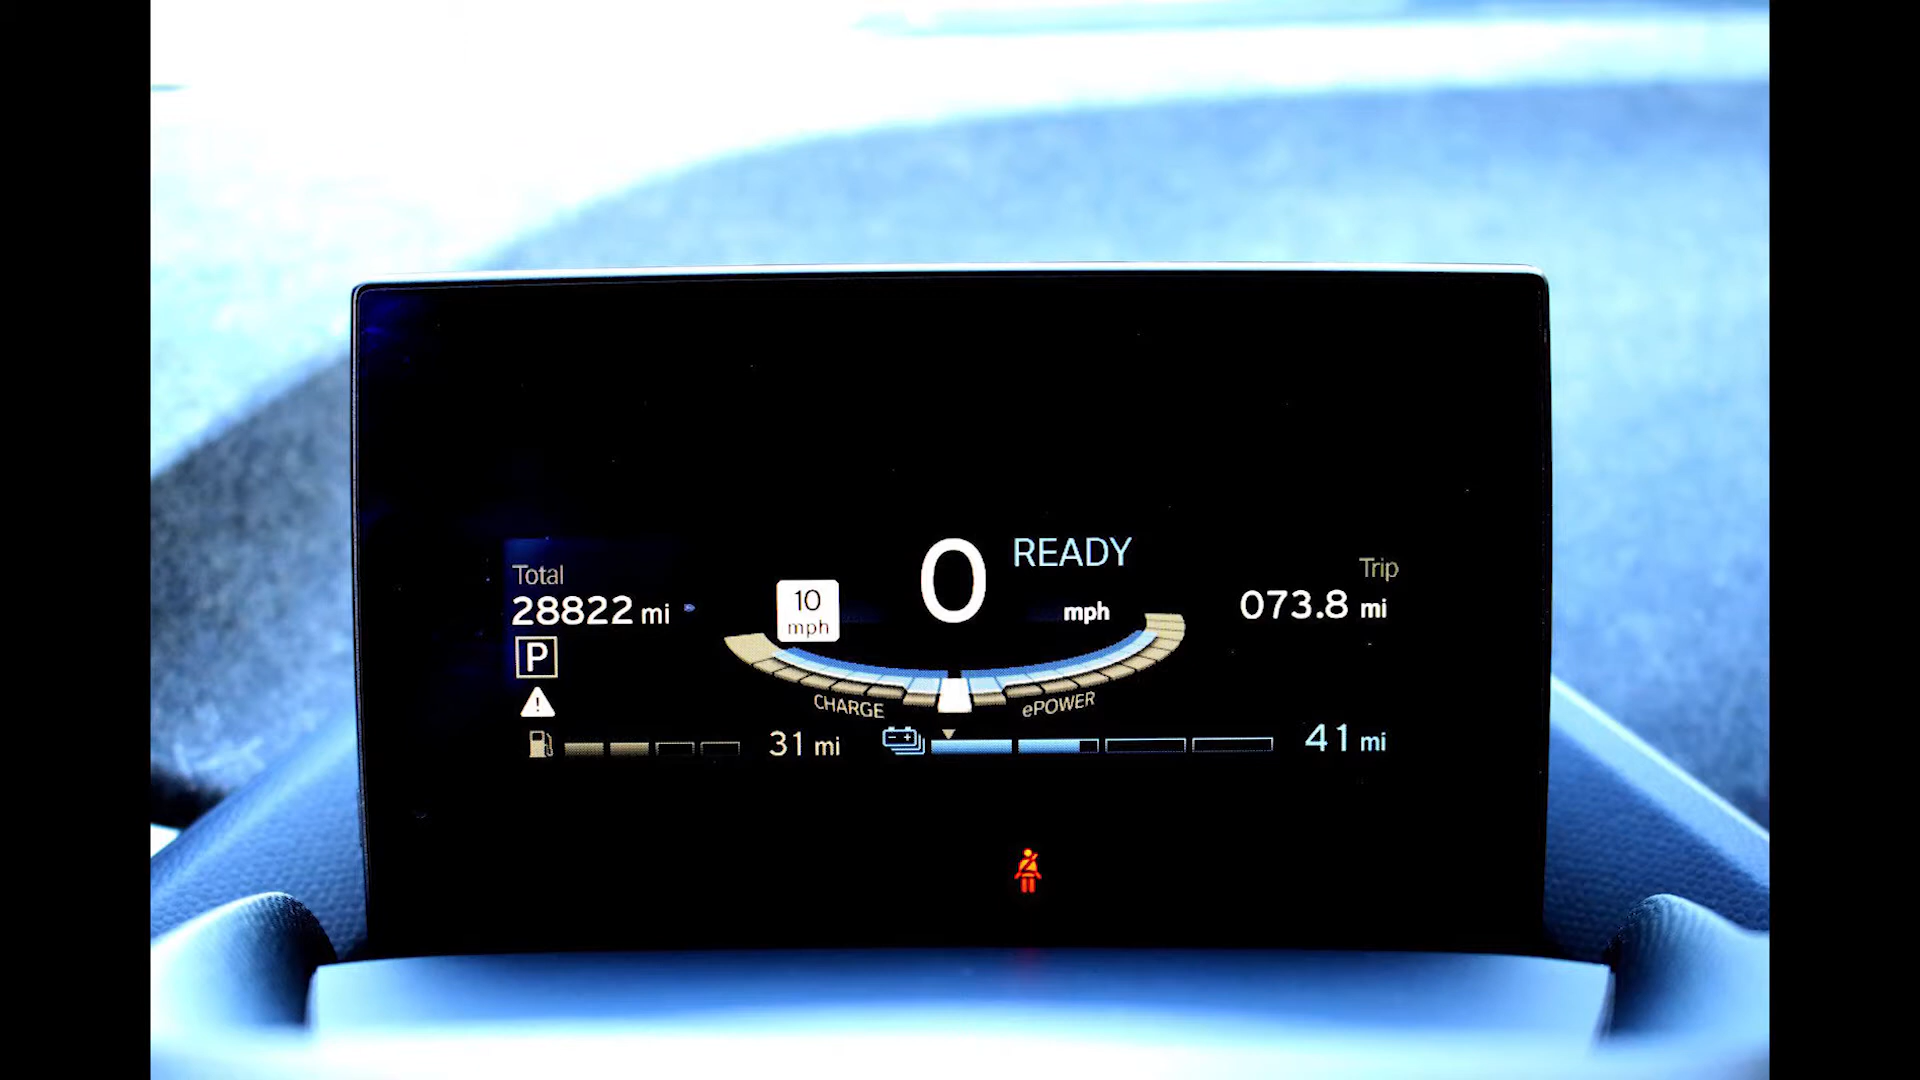 READY
0
mph
Total
28822 mi
10
mph
Trip
073.8 mi
P
CHARGE
ePOWER
31 mi
41 mi